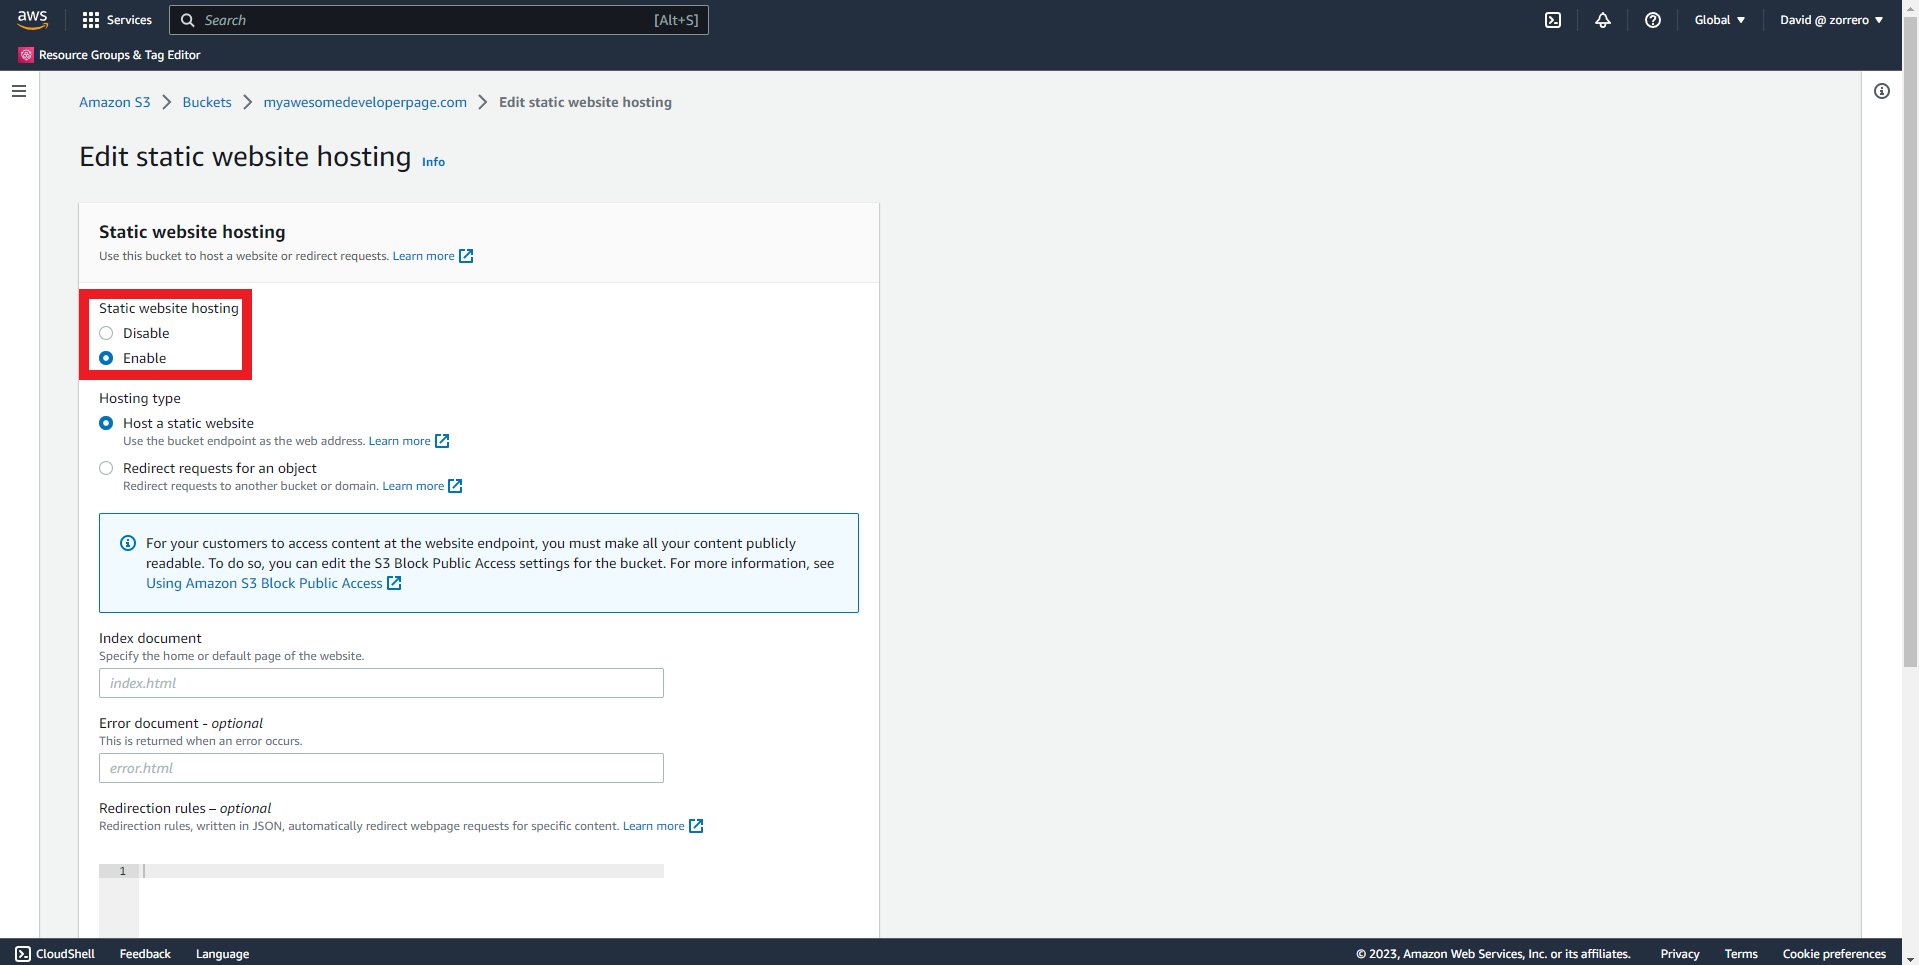 aws
Services
Search [Alt+S]
Global
David @ zorrero
Resource Groups & Tag Editor
Amazon S3 Buckets myawesomedeveloperpage.com Edit static website hosting
Edit static website hosting Info
Static website hosting
Use this bucket to host a website or redirect requests. Learn more
Static website hosting
Disable
Enable
Hosting type
Host a static website
Use the bucket endpoint as the web address. Learn more
Redirect requests for an object
Redirect requests to another bucket or domain. Learn more
For your customers to access content at the website endpoint, you must make all your content publicly
readable. To do so, you can edit the S3 Block Public Access settings for the bucket. For more information, see
Using Amazon S3 Block Public Access
Index document
Specify the home or default page of the website.
index.html
Error document - optional
This is returned when an error occurs.
error.html
Redirection rules – optional
Redirection rules, written in JSON, automatically redirect webpage requests for specific content. Learn more
1
CloudShell Feedback Language © 2023, Amazon Web Services, Inc. or its affiliates. Privacy Terms Cookie preferences